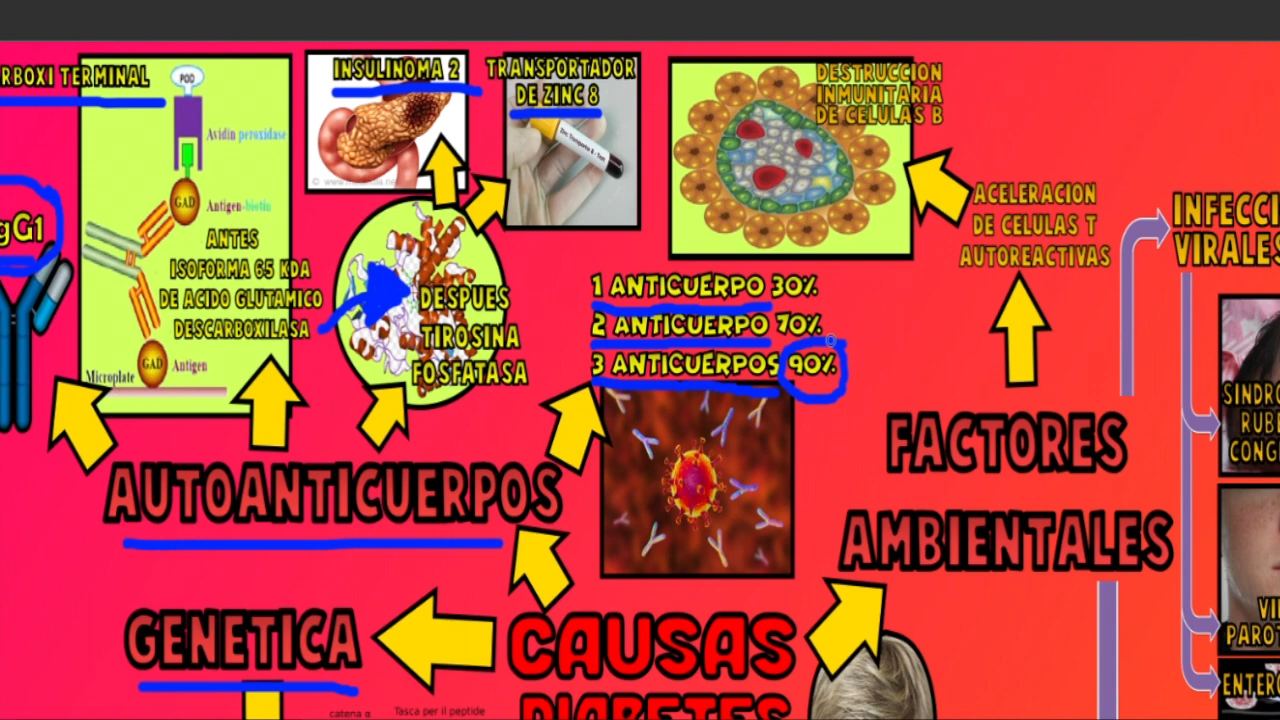 RBOXI TERMINAL
POD
Avidin peroxidase
GAD
Antigen-biotin
ANTES
ISOFORMA 65 KDA
DE ACIDO GLUTAMICO
DESCARBOXILASA
GAD
Antigen
Microplate
gG1
INSULINOMA 2
TRANSPORTADOR
DE ZINC 8
DESPUES
TIROSINA
FOSFATASA
DESTRUCCION
INMUNITARIA
DE CELULAS B
ACELERACION
DE CELULAS T
AUTOREACTIVAS
1 ANTICUERPO 30%
2 ANTICUERPO 70%
3 ANTICUERPOS 90%
INFECCI
VIRALES
SINDRO
RUBE
CONG
VI
PAROT
ENTERO
AUTOANTICUERPOS
FACTORES
AMBIENTALES
GENETICA
CAUSAS
DIABETES
catena α
Tasca per il peptide